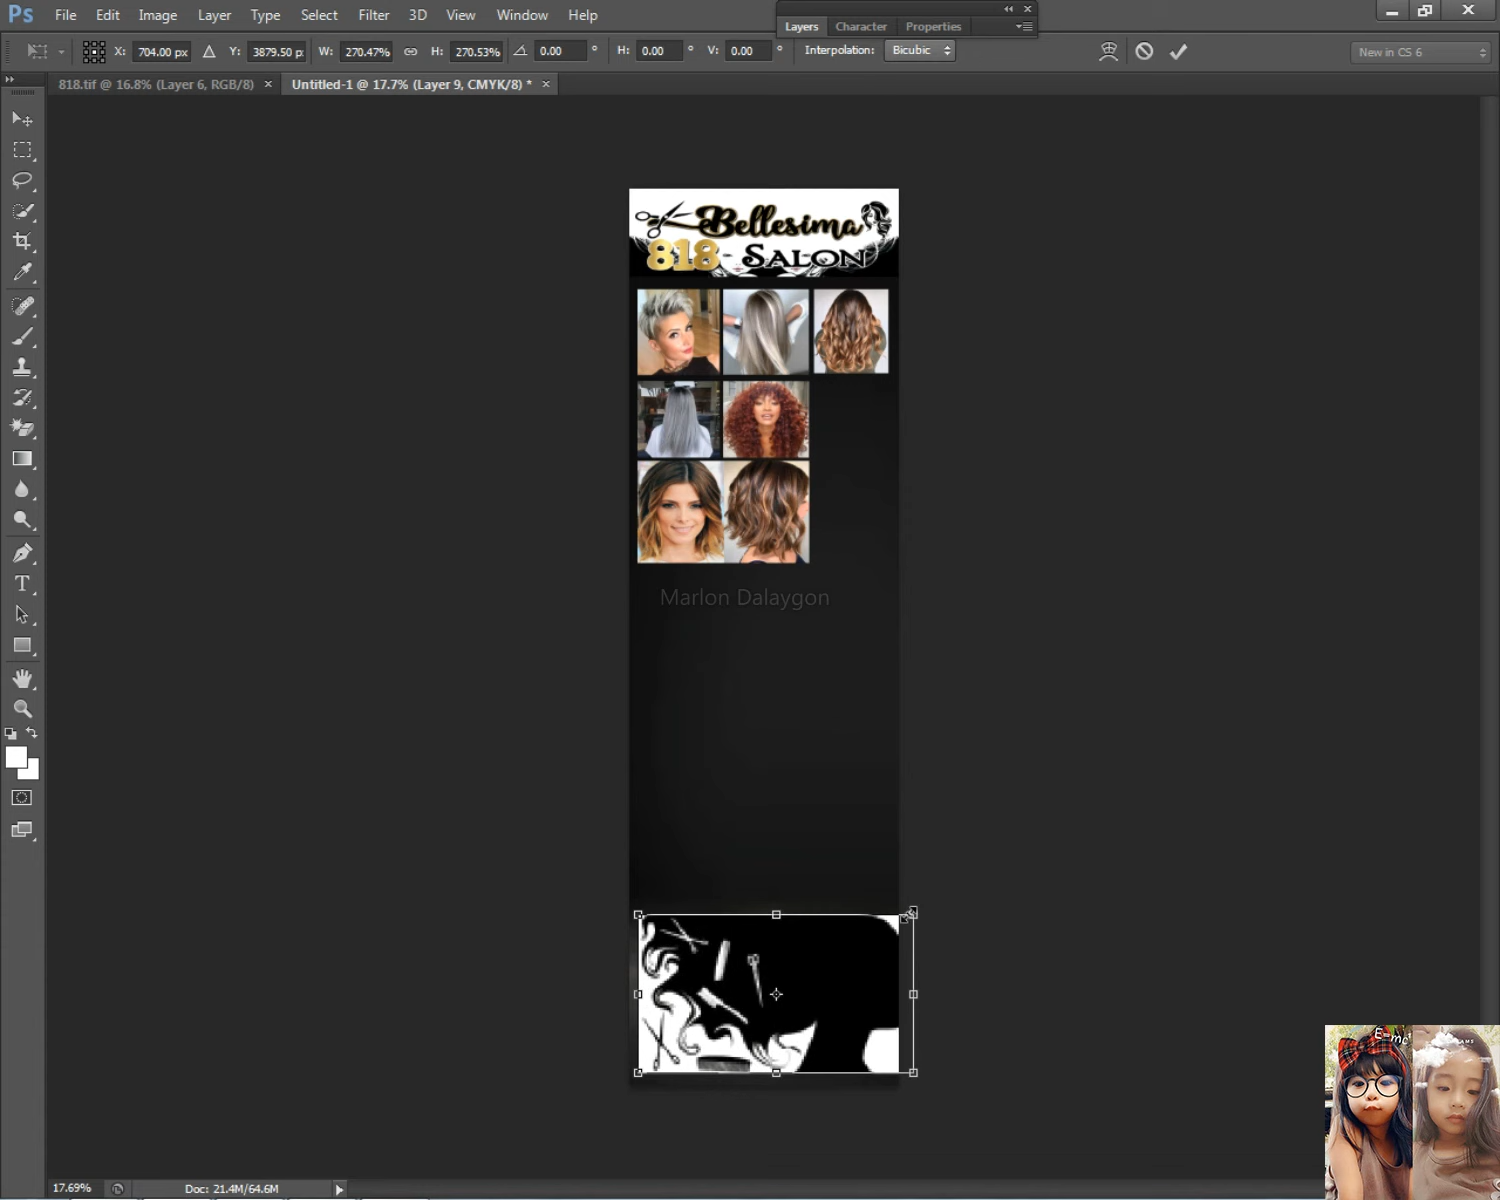 Ps File Edit Image Layer Type Select Filter 3D View Window Help
Layers Character Properties
X: 704.00 px Y: 3879.50 p W: 270.47% H: 270.53% 0.00 ° H: 0.00 ° V: 0.00 ° Interpolation: Bicubic New in CS 6
818.tif @ 16.8% (Layer 6, RGB/8) × Untitled-1 @ 17.7% (Layer 9, CMYK/8) * ×
Bellesima
818 - SALON
Marlon Dalaygon
E=mc²
17.69% Doc: 21.4M/64.6M